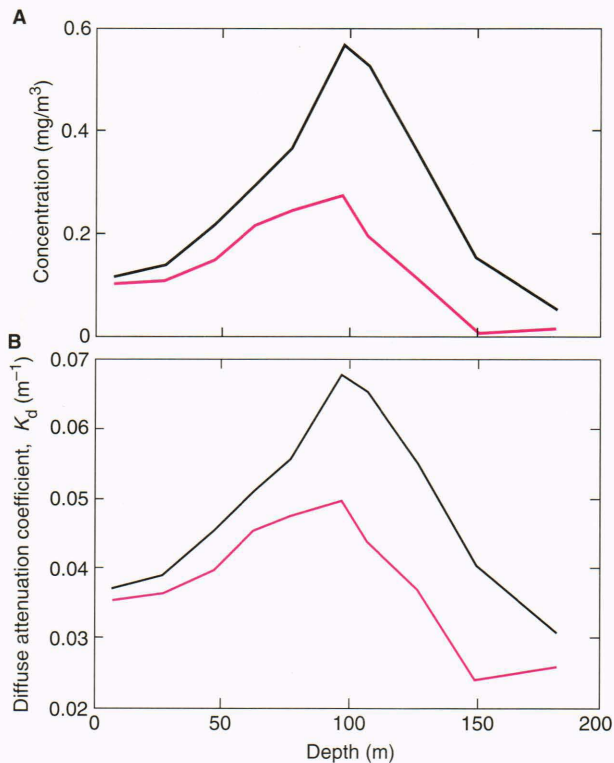 A
0.6
0.4
0.2
0
Concentration (mg/m³)
B
0.07
0.06
0.05
0.04
0.03
0.02
Diffuse attenuation coefficient, K_d (m⁻¹)
0 50 100 150 200
Depth (m)